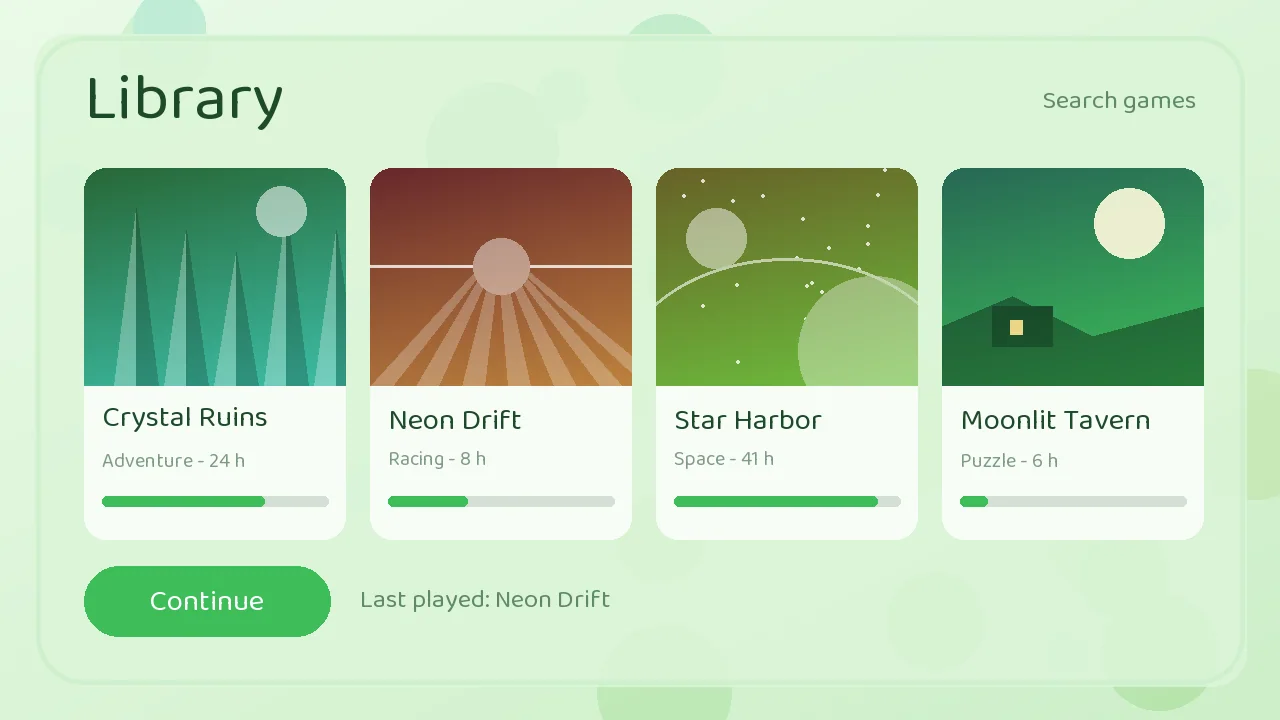 Library
Search games
Crystal Ruins
Adventure - 24 h
Neon Drift
Racing - 8 h
Star Harbor
Space - 41 h
Moonlit Tavern
Puzzle - 6 h
Continue
Last played: Neon Drift